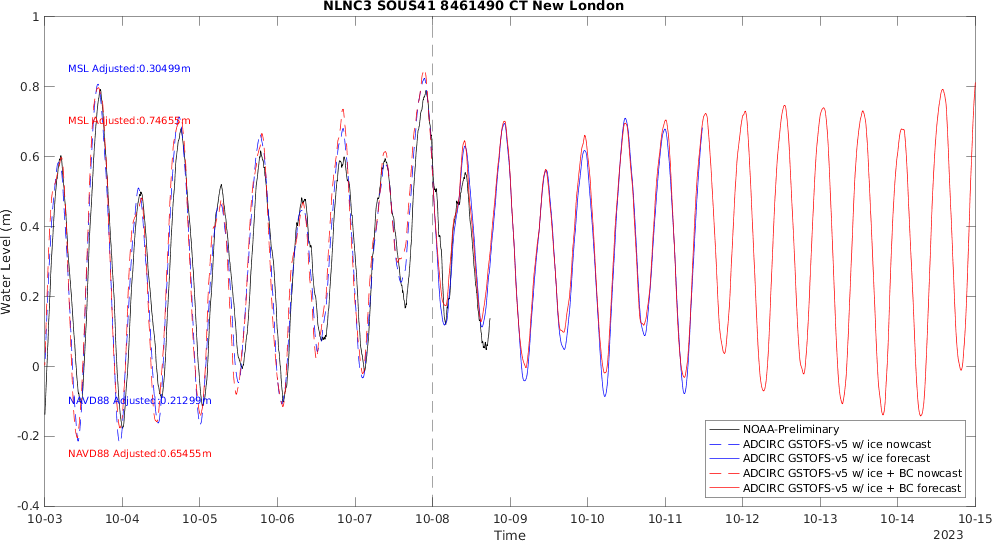 NLNC3 SOUS41 8461490 CT New London
1
0.8
0.6
0.4
0.2
0
-0.2
-0.4
Water Level (m)
MSL Adjusted:0.30499m
MSL Adjusted:0.74655m
NAVD88 Adjusted:0.21299m
NAVD88 Adjusted:0.65455m
NOAA-Preliminary
ADCIRC GSTOFS-v5 w/ ice nowcast
ADCIRC GSTOFS-v5 w/ ice forecast
ADCIRC GSTOFS-v5 w/ ice + BC nowcast
ADCIRC GSTOFS-v5 w/ ice + BC forecast
10-03 10-04 10-05 10-06 10-07 10-08 10-09 10-10 10-11 10-12 10-13 10-14 10-15
Time
2023